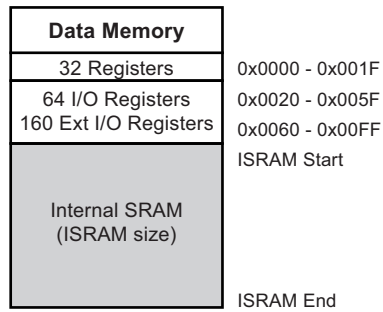 Data Memory
32 Registers 0x0000 - 0x001F
64 I/O Registers 0x0020 - 0x005F
160 Ext I/O Registers 0x0060 - 0x00FF
ISRAM Start
Internal SRAM
(ISRAM size)
ISRAM End